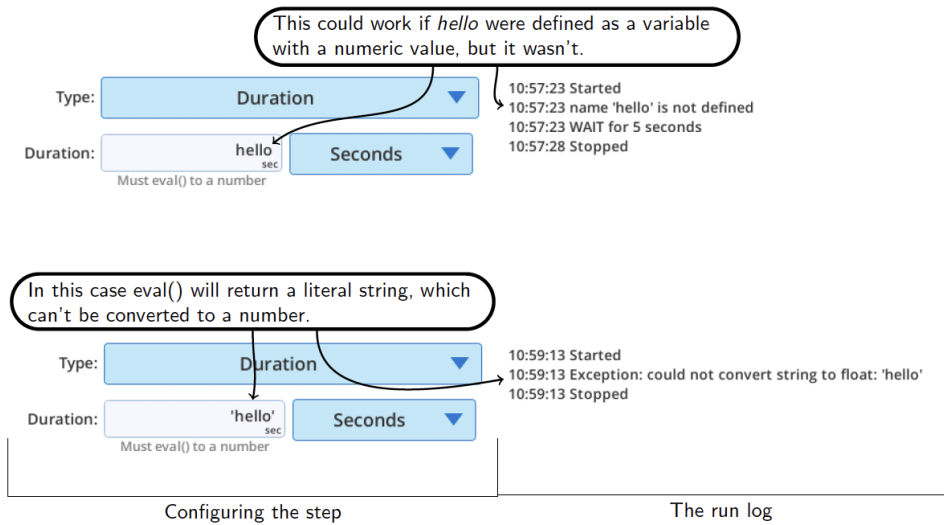 This could work if hello were defined as a variable
with a numeric value, but it wasn't.
Type:
Duration
10:57:23 Started
10:57:23 name 'hello' is not defined
10:57:23 WAIT for 5 seconds
10:57:28 Stopped
Duration:
hello
sec
Seconds
Must eval() to a number
In this case eval() will return a literal string, which
can't be converted to a number.
Type:
Duration
10:59:13 Started
10:59:13 Exception: could not convert string to float: 'hello'
10:59:13 Stopped
Duration:
'hello'
sec
Seconds
Must eval() to a number
Configuring the step
The run log